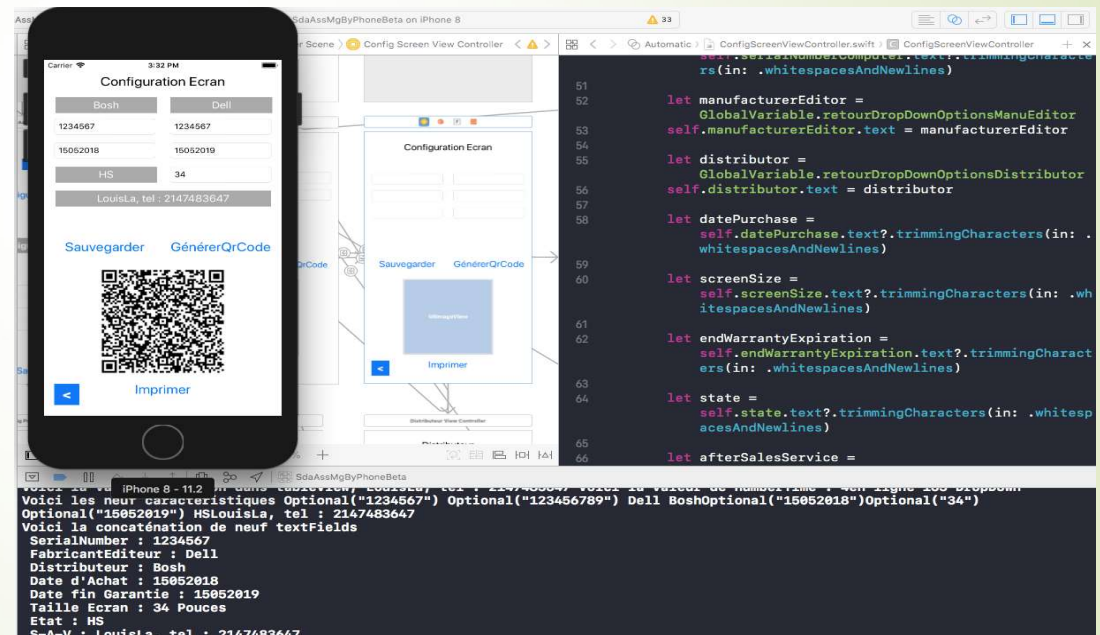 SdaAssMgByPhoneBeta on iPhone 8
33
Scene
Config Screen View Controller
Automatic
ConfigScreenViewController.swift
ConfigScreenViewController
Carrier
3:32 PM
Configuration Ecran
Bosh
Dell
1234567
1234567
15052018
15052019
HS
34
LouisLa, tel : 2147483647
Sauvegarder
GénérerQrCode
Imprimer
<
Configuration Ecran
QrCode
Sauvegarder
GénérerQrCode
UIImageView
Imprimer
<
Distributeur View Controller
rs(in: .whitespacesAndNewlines)
51
52 let manufacturerEditor =
GlobalVariable.retourDropDownOptionsManuEditor
53 self.manufacturerEditor.text = manufacturerEditor
54
55 let distributor =
GlobalVariable.retourDropDownOptionsDistributor
56 self.distributor.text = distributor
57
58 let datePurchase =
self.datePurchase.text?.trimmingCharacters(in: .
whitespacesAndNewlines)
59
60 let screenSize =
self.screenSize.text?.trimmingCharacters(in: .wh
itespacesAndNewlines)
61
62 let endWarrantyExpiration =
self.endWarrantyExpiration.text?.trimmingCharact
ers(in: .whitespacesAndNewlines)
63
64 let state =
self.state.text?.trimmingCharacters(in: .whitesp
acesAndNewlines)
65
66 let afterSalesService =
SdaAssMgByPhoneBeta
iPhone 8 - 11.2
Voici les neuf caractéristiques Optional("1234567") Optional("123456789") Dell BoshOptional("15052018")Optional("34")
Optional("15052019") HSLouisLa, tel : 2147483647
Voici la concaténation de neuf textFields
SerialNumber : 1234567
FabricantEditeur : Dell
Distributeur : Bosh
Date d'Achat : 15052018
Date fin Garantie : 15052019
Taille Ecran : 34 Pouces
Etat : HS
S-A-V : LouisLa, tel : 2147483647